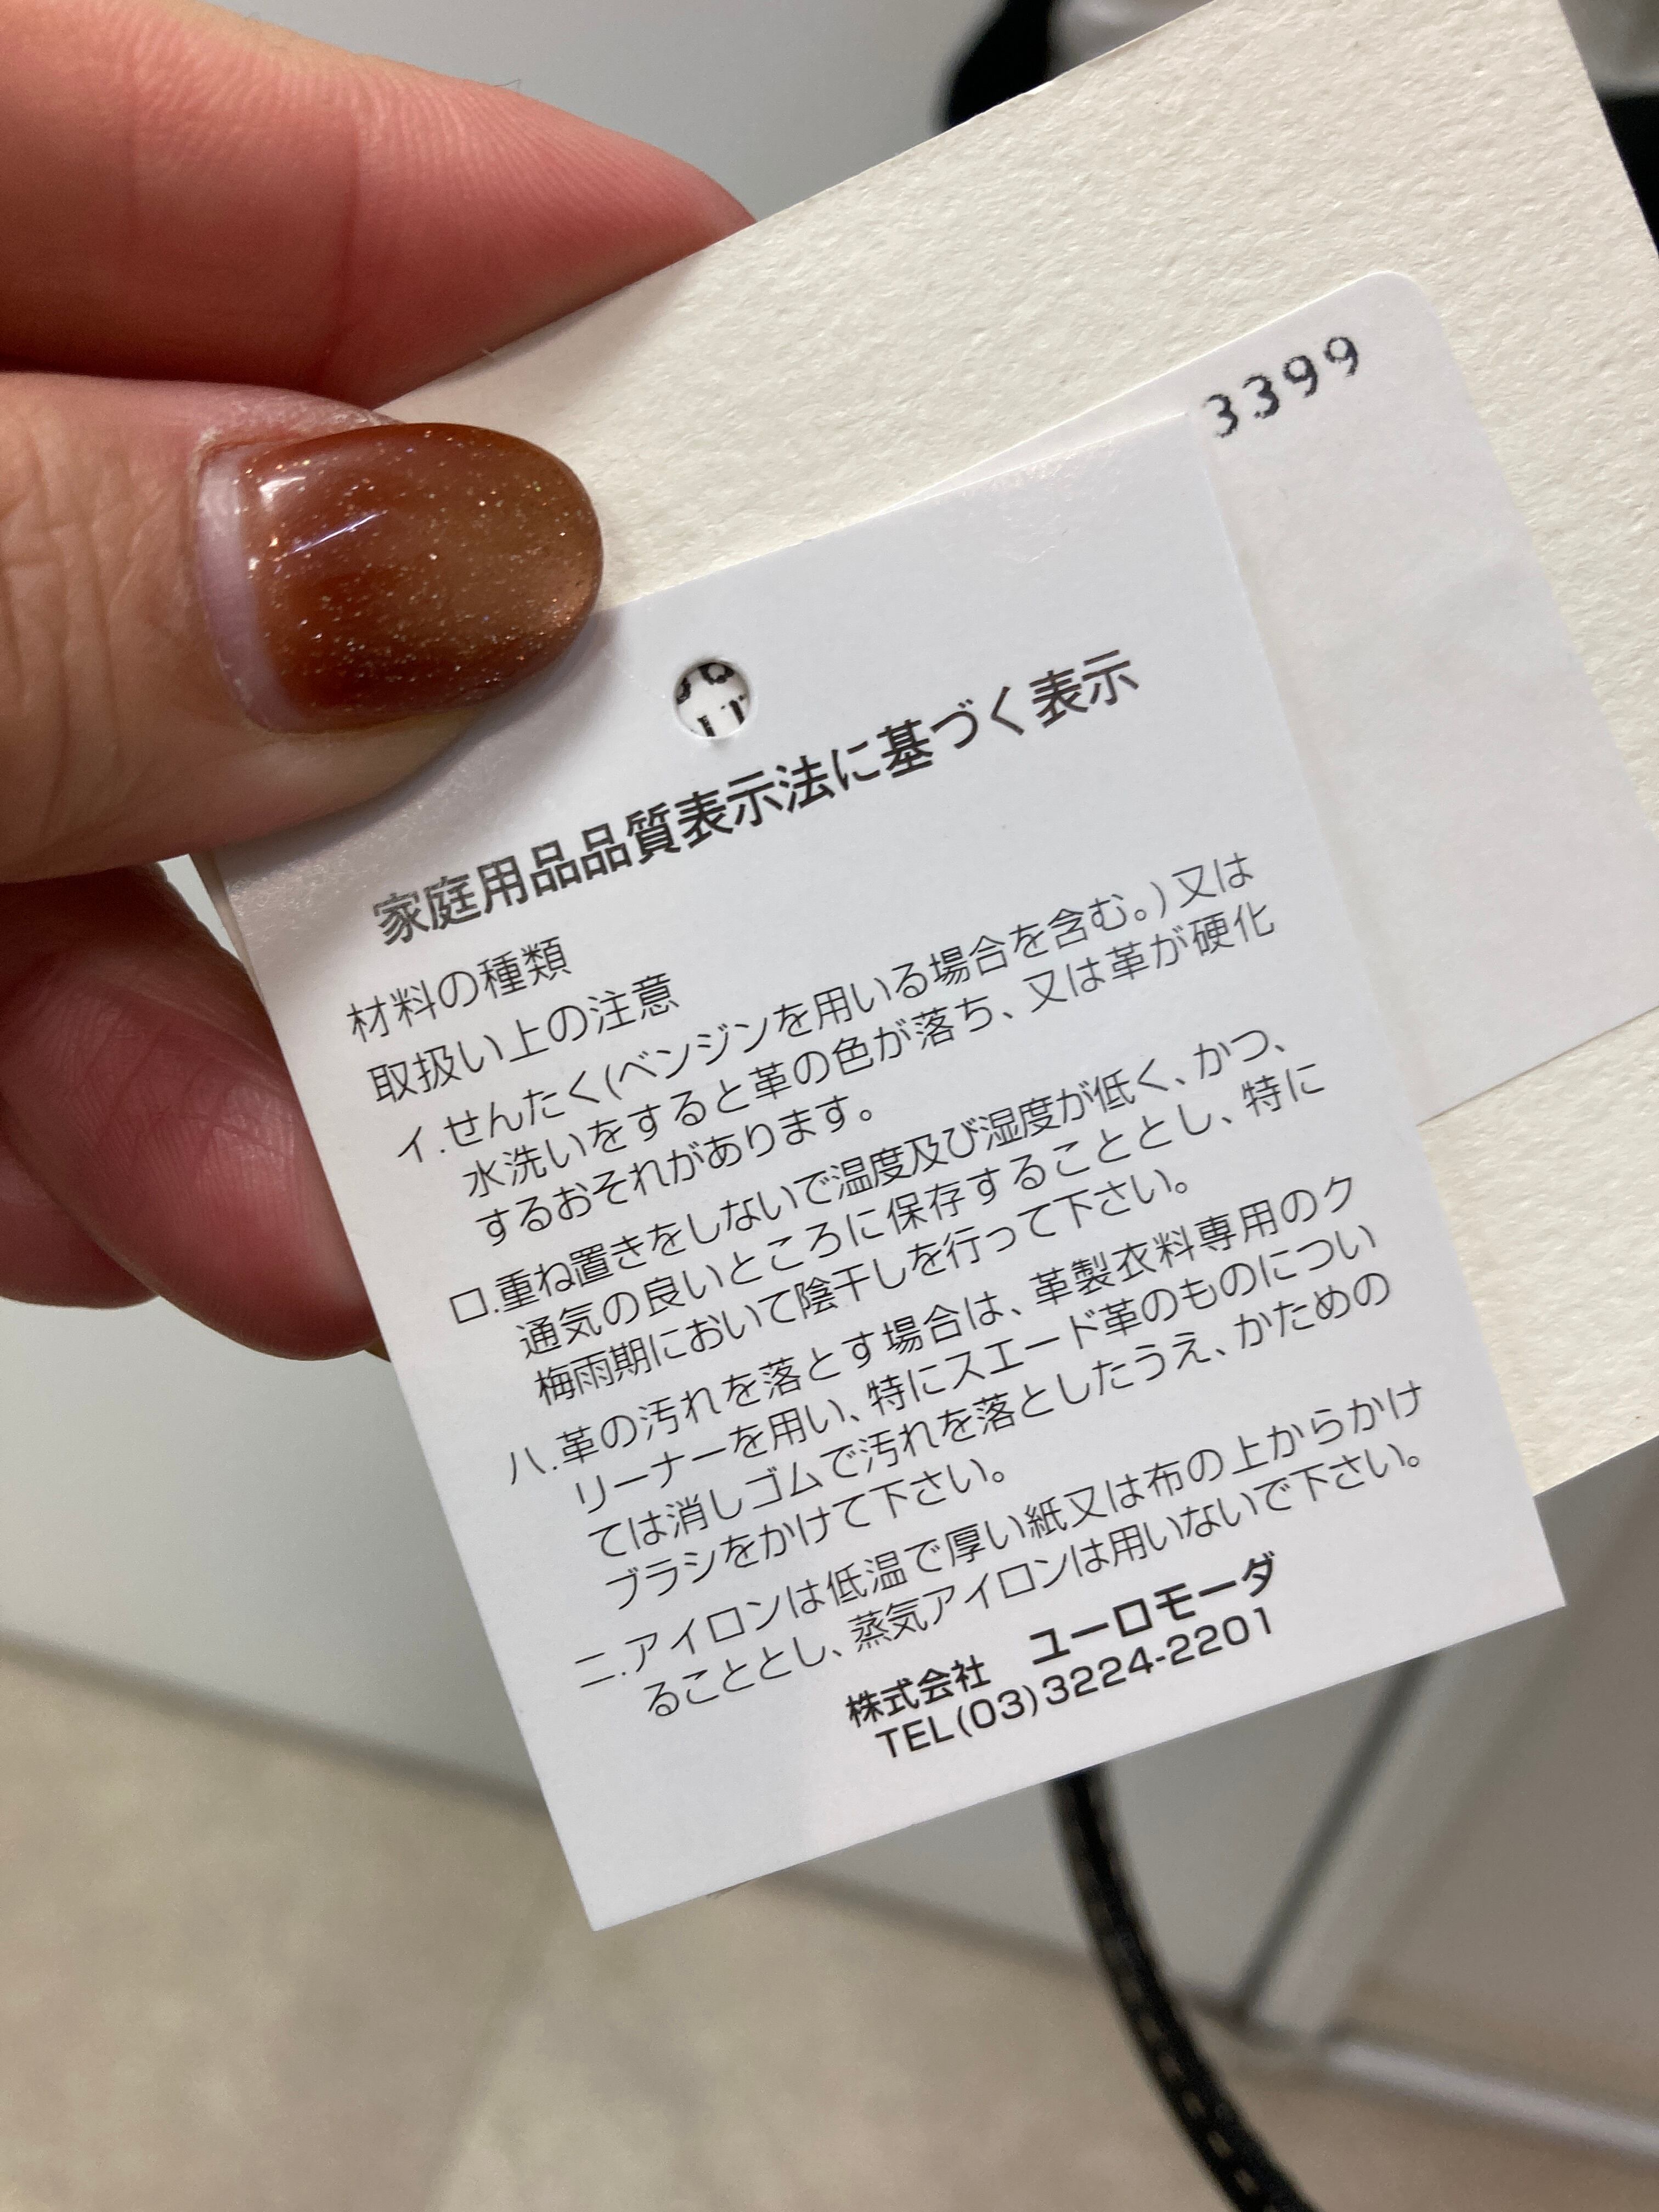 3399
家庭用品品質表示法に基づく表示
材料の種類
取扱い上の注意
イ.せんたく(ベンジンを用いる場合を含む。)又は
水洗いをすると革の色が落ち、又は革が硬化
するおそれがあります。
ロ.重ね置きをしないで温度及び湿度が低く、かつ、
通気の良いところに保存することとし、特に
梅雨期において陰干しを行って下さい。
ハ.革の汚れを落とす場合は、革製衣料専用のク
リーナーを用い、特にスエード革のものについ
ては消しゴムで汚れを落としたうえ、かための
ブラシをかけて下さい。
ニ.アイロンは低温で厚い紙又は布の上からかけ
ることとし、蒸気アイロンは用いないで下さい。
株式会社 ユーロモーダ
TEL(03)3224-2201